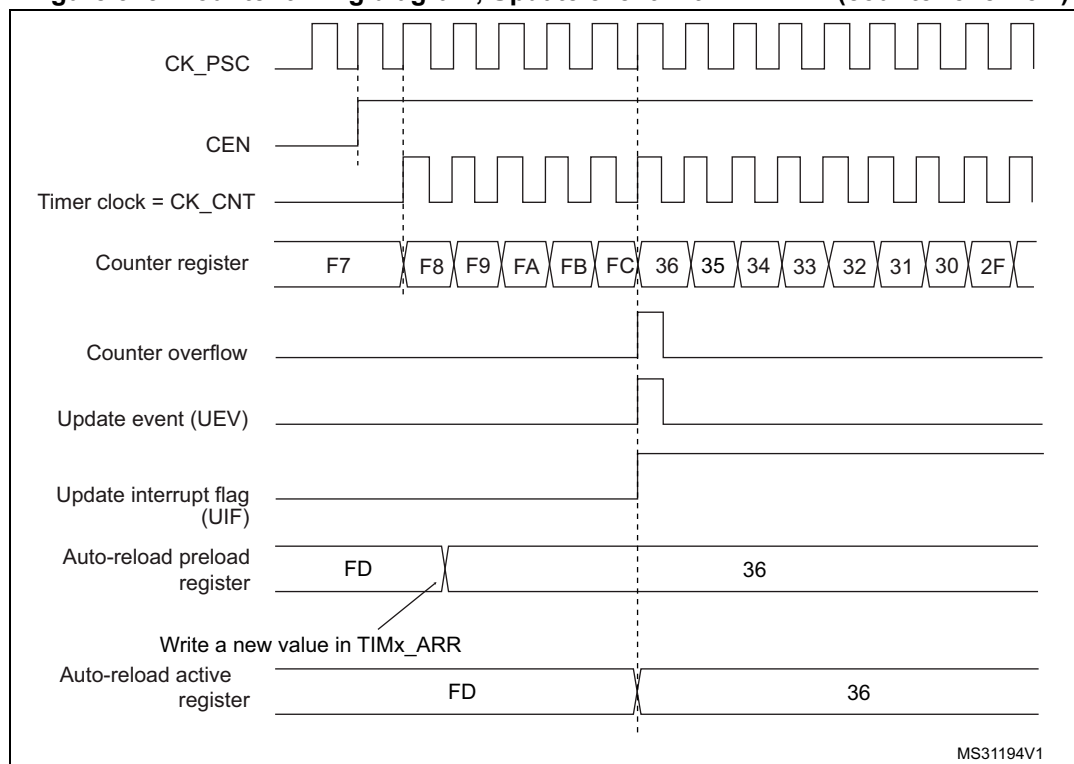 CK_PSC
CEN
Timer clock = CK_CNT
Counter register
F7 F8 F9 FA FB FC 36 35 34 33 32 31 30 2F
Counter overflow
Update event (UEV)
Update interrupt flag
(UIF)
Auto-reload preload
register
FD 36
Write a new value in TIMx_ARR
Auto-reload active
register
FD 36
MS31194V1